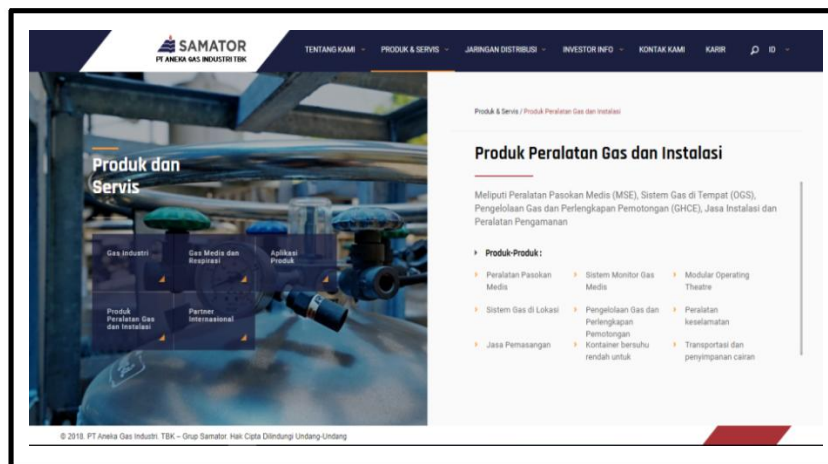 SAMATOR
PT ANEKA GAS INDUSTRI TBK
TENTANG KAMI
PRODUK & SERVIS
JARINGAN DISTRIBUSI
INVESTOR INFO
KONTAK KAMI
KARIR
ID
Produk dan
Servis
Gas Industri
Gas Medis dan
Respirasi
Aplikasi
Produk
Produk
Peralatan Gas
dan Instalasi
Partner
Internasional
Produk & Servis / Produk Peralatan Gas dan Instalasi
Produk Peralatan Gas dan Instalasi
Meliputi Peralatan Pasokan Medis (MSE), Sistem Gas di Tempat (OGS),
Pengelolaan Gas dan Perlengkapan Pemotongan (GHCE), Jasa Instalasi dan
Peralatan Pengamanan
Produk-Produk :
Peralatan Pasokan
Medis
Sistem Monitor Gas
Medis
Modular Operating
Theatre
Sistem Gas di Lokasi
Pengelolaan Gas dan
Perlengkapan
Pemotongan
Peralatan
keselamatan
Jasa Pemasangan
Kontainer bersuhu
rendah untuk
Transportasi dan
penyimpanan cairan
© 2018. PT Aneka Gas Industri. TBK – Grup Samator. Hak Cipta Dilindungi Undang-Undang